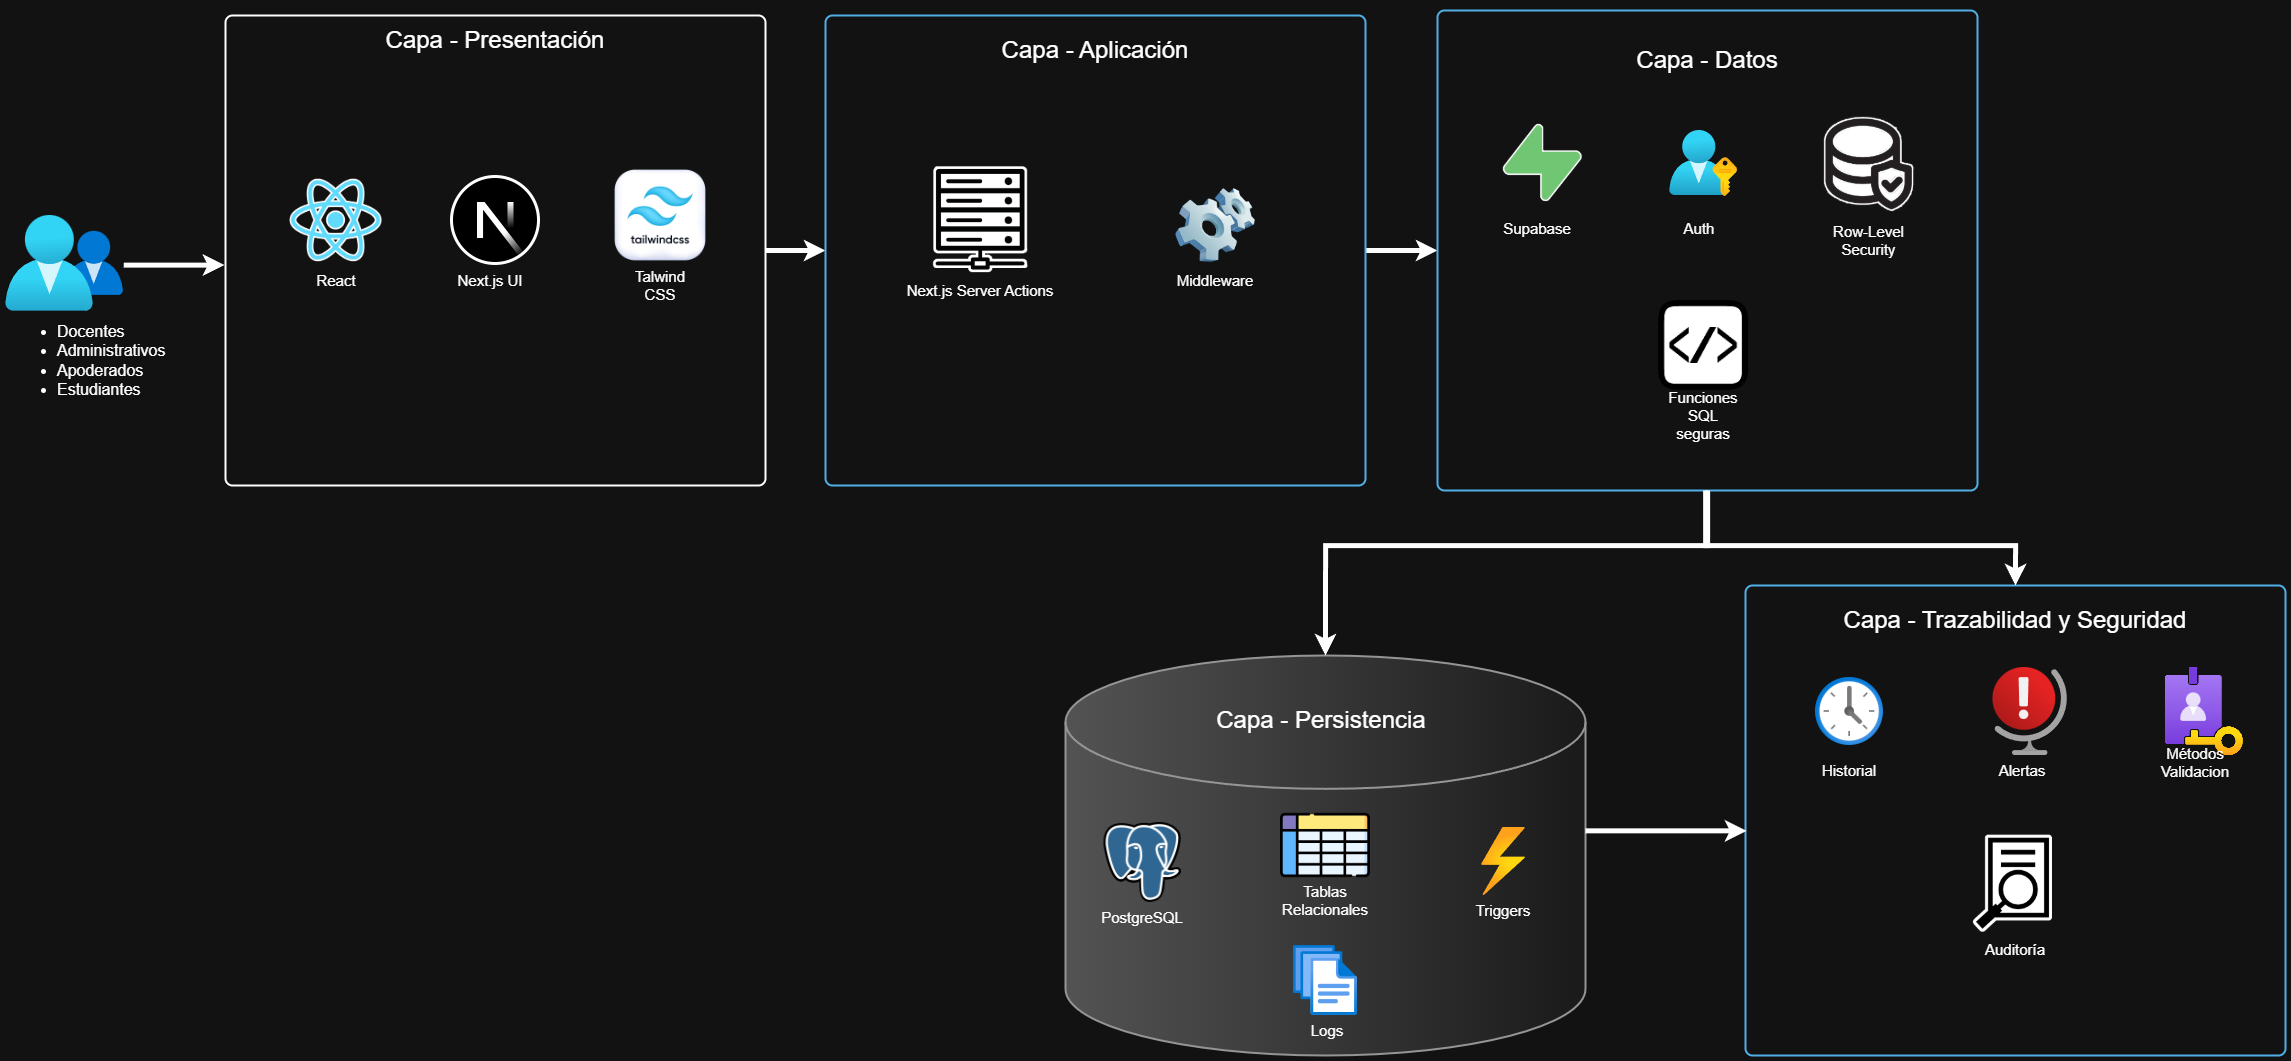 Capa - Presentación
React
Next.js UI
tailwindcss
Talwind
CSS
Docentes
Administrativos
Apoderados
Estudiantes
Capa - Aplicación
Next.js Server Actions
Middleware
Capa - Datos
Supabase
Auth
Row-Level
Security
Funciones
SQL
seguras
Capa - Persistencia
PostgreSQL
Tablas
Relacionales
Triggers
Logs
Capa - Trazabilidad y Seguridad
Historial
Alertas
Métodos
Validacion
Auditoría